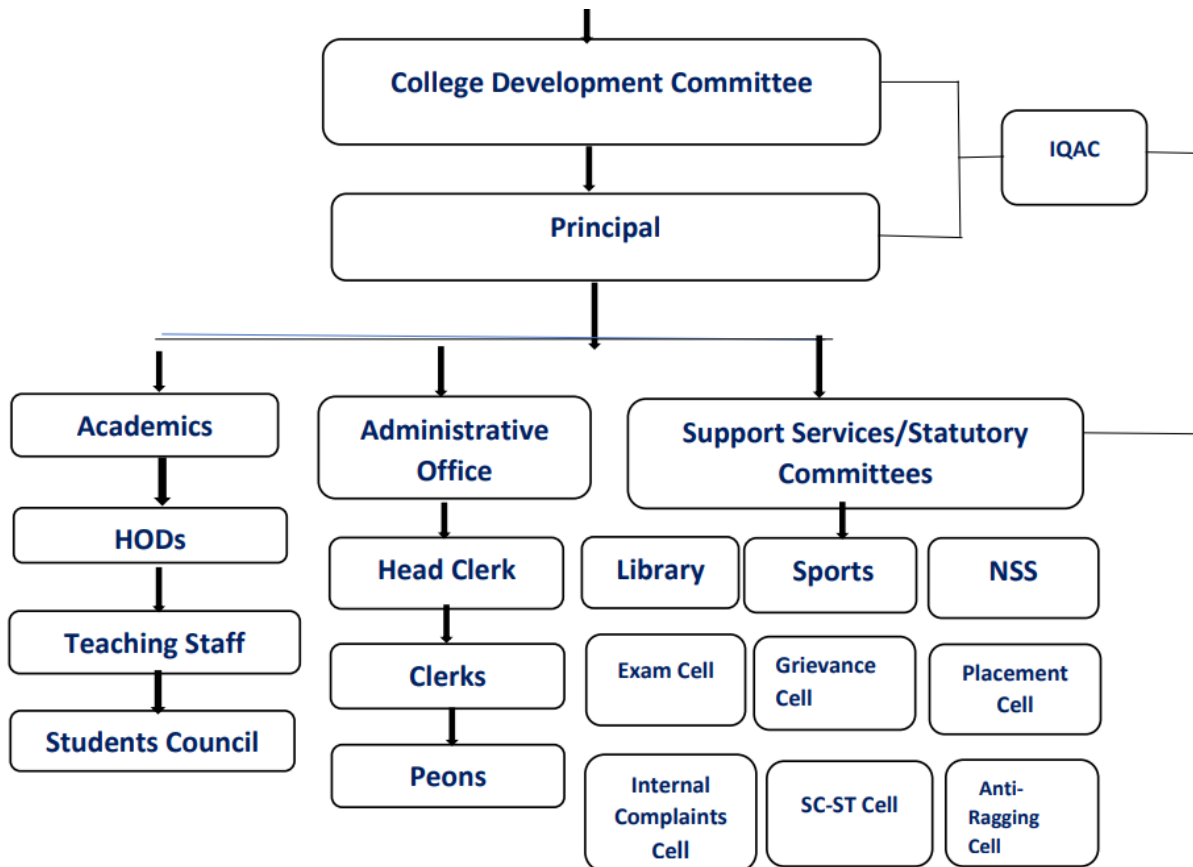 College Development Committee
IQAC
Principal
Academics
Administrative
Office
Support Services/Statutory
Committees
HODs
Head Clerk
Library
Sports
NSS
Teaching Staff
Clerks
Exam Cell
Grievance
Cell
Placement
Cell
Students Council
Peons
Internal
Complaints
Cell
SC-ST Cell
Anti-
Ragging
Cell